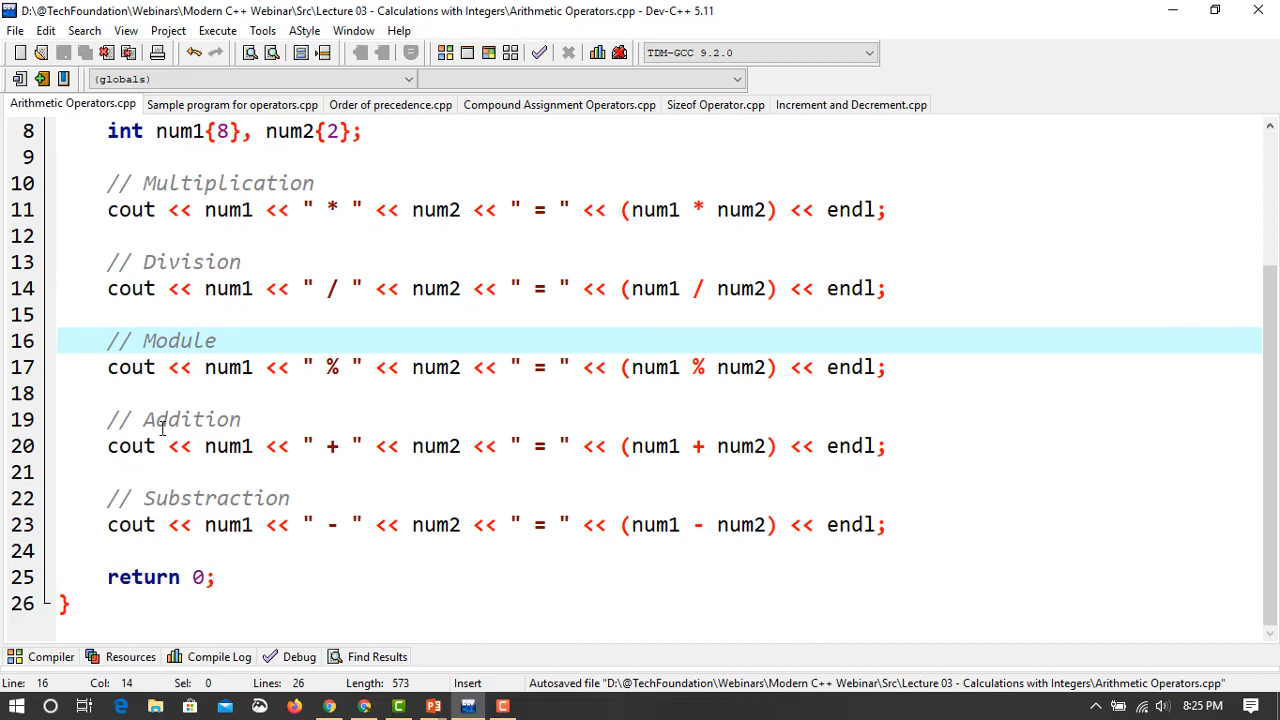 D:\@TechFoundation\Webinars\Modern C++ Webinar\Src\Lecture 03 - Calculations with Integers\Arithmetic Operators.cpp - Dev-C++ 5.11
File Edit Search View Project Execute Tools AStyle Window Help
TDM-GCC 9.2.0
(globals)
Arithmetic Operators.cpp Sample program for operators.cpp Order of precedence.cpp Compound Assignment Operators.cpp Sizeof Operator.cpp Increment and Decrement.cpp
8 int num1{8}, num2{2};
9
10 // Multiplication
11 cout << num1 << " * " << num2 << " = " << (num1 * num2) << endl;
12
13 // Division
14 cout << num1 << " / " << num2 << " = " << (num1 / num2) << endl;
15
16 // Module
17 cout << num1 << " % " << num2 << " = " << (num1 % num2) << endl;
18
19 // Addition
20 cout << num1 << " + " << num2 << " = " << (num1 + num2) << endl;
21
22 // Substraction
23 cout << num1 << " - " << num2 << " = " << (num1 - num2) << endl;
24
25 return 0;
26 }
Compiler Resources Compile Log Debug Find Results
Line: 16 Col: 14 Sel: 0 Lines: 26 Length: 573 Insert Autosaved file "D:\@TechFoundation\Webinars\Modern C++ Webinar\Src\Lecture 03 - Calculations with Integers\Arithmetic Operators.cpp"
8:25 PM